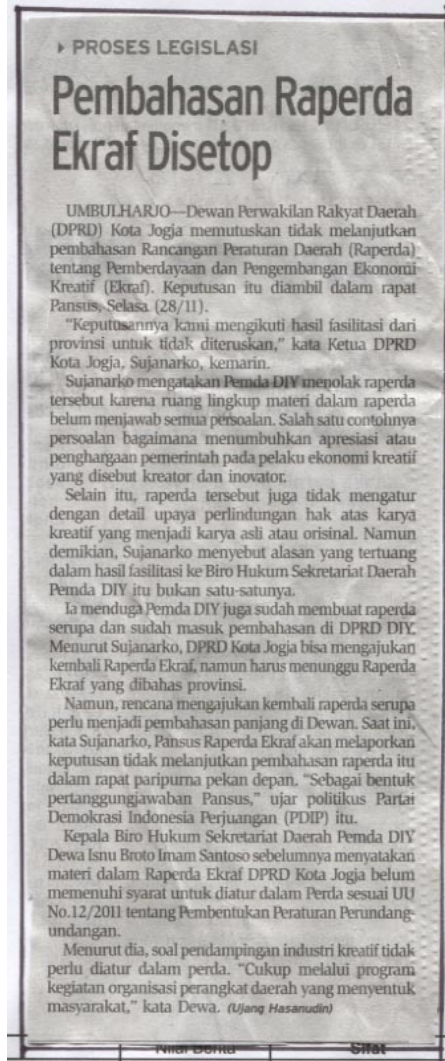 PROSES LEGISLASI
Pembahasan Raperda
Ekraf Disetop
UMBULHARJO—Dewan Perwakilan Rakyat Daerah
(DPRD) Kota Jogja memutuskan tidak melanjutkan
pembahasan Rancangan Peraturan Daerah (Raperda)
tentang Pemberdayaan dan Pengembangan Ekonomi
Kreatif (Ekraf). Keputusan itu diambil dalam rapat
Pansus, Selasa (28/11).
“Keputusannya kami mengikuti hasil fasilitasi dari
provinsi untuk tidak diteruskan,” kata Ketua DPRD
Kota Jogja, Sujanarko, kemarin.
Sujanarko mengatakan Pemda DIY menolak raperda
tersebut karena ruang lingkup materi dalam raperda
belum menjawab semua persoalan. Salah satu contohnya
persoalan bagaimana menumbuhkan apresiasi atau
penghargaan pemerintah pada pelaku ekonomi kreatif
yang disebut kreator dan inovator.
Selain itu, raperda tersebut juga tidak mengatur
dengan detail upaya perlindungan hak atas karya
kreatif yang menjadi karya asli atau orisinal. Namun
demikian, Sujanarko menyebut alasan yang tertuang
dalam hasil fasilitasi ke Biro Hukum Sekretariat Daerah
Pemda DIY itu bukan satu-satunya.
Ia menduga Pemda DIY juga sudah membuat raperda
serupa dan sudah masuk pembahasan di DPRD DIY.
Menurut Sujanarko, DPRD Kota Jogja bisa mengajukan
kembali Raperda Ekraf, namun harus menunggu Raperda
Ekraf yang dibahas provinsi.
Namun, rencana mengajukan kembali raperda serupa
perlu menjadi pembahasan panjang di Dewan. Saat ini,
kata Sujanarko, Pansus Raperda Ekraf akan melaporkan
keputusan tidak melanjutkan pembahasan raperda itu
dalam rapat paripurna pekan depan. “Sebagai bentuk
pertanggungjawaban Pansus,” ujar politikus Partai
Demokrasi Indonesia Perjuangan (PDIP) itu.
Kepala Biro Hukum Sekretariat Daerah Pemda DIY
Dewa Isnu Broto Imam Santoso sebelumnya menyatakan
materi dalam Raperda Ekraf DPRD Kota Jogja belum
memenuhi syarat untuk diatur dalam Perda sesuai UU
No.12/2011 tentang Pembentukan Peraturan Perundang-
undangan.
Menurut dia, soal pendampingan industri kreatif tidak
perlu diatur dalam perda. “Cukup melalui program
kegiatan organisasi perangkat daerah yang menyentuk
masyarakat,” kata Dewa. (Ujang Hasanudin)
Nilai Berita Sifat